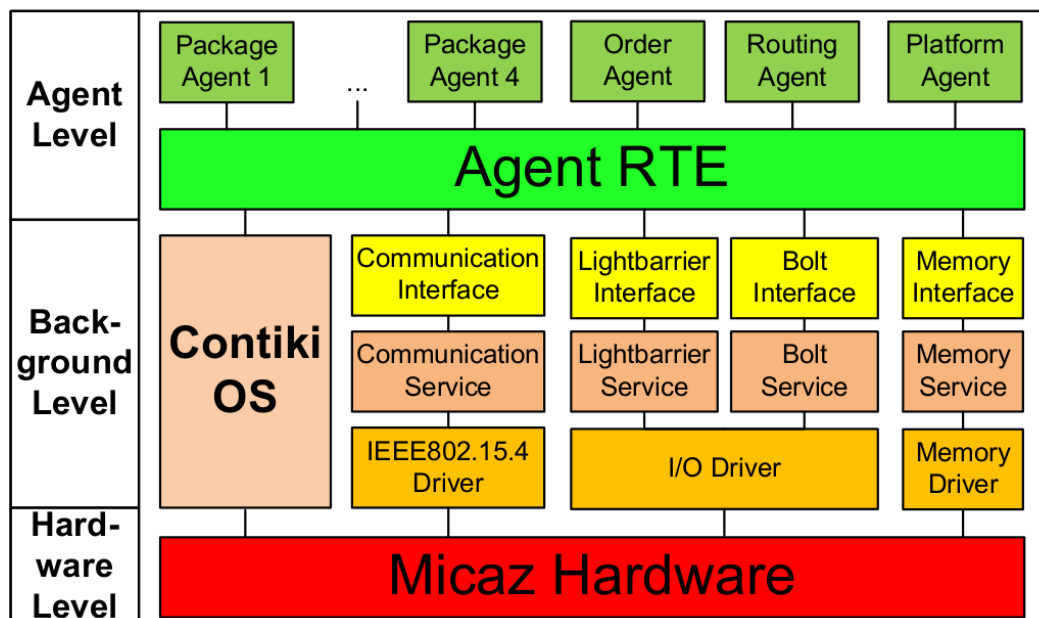 Agent
Level
Package
Agent 1
...
Package
Agent 4
Order
Agent
Routing
Agent
Platform
Agent
Agent RTE
Back-
ground
Level
Contiki
OS
Communication
Interface
Lightbarrier
Interface
Bolt
Interface
Memory
Interface
Communication
Service
Lightbarrier
Service
Bolt
Service
Memory
Service
IEEE802.15.4
Driver
I/O Driver
Memory
Driver
Hard-
ware
Level
Micaz Hardware